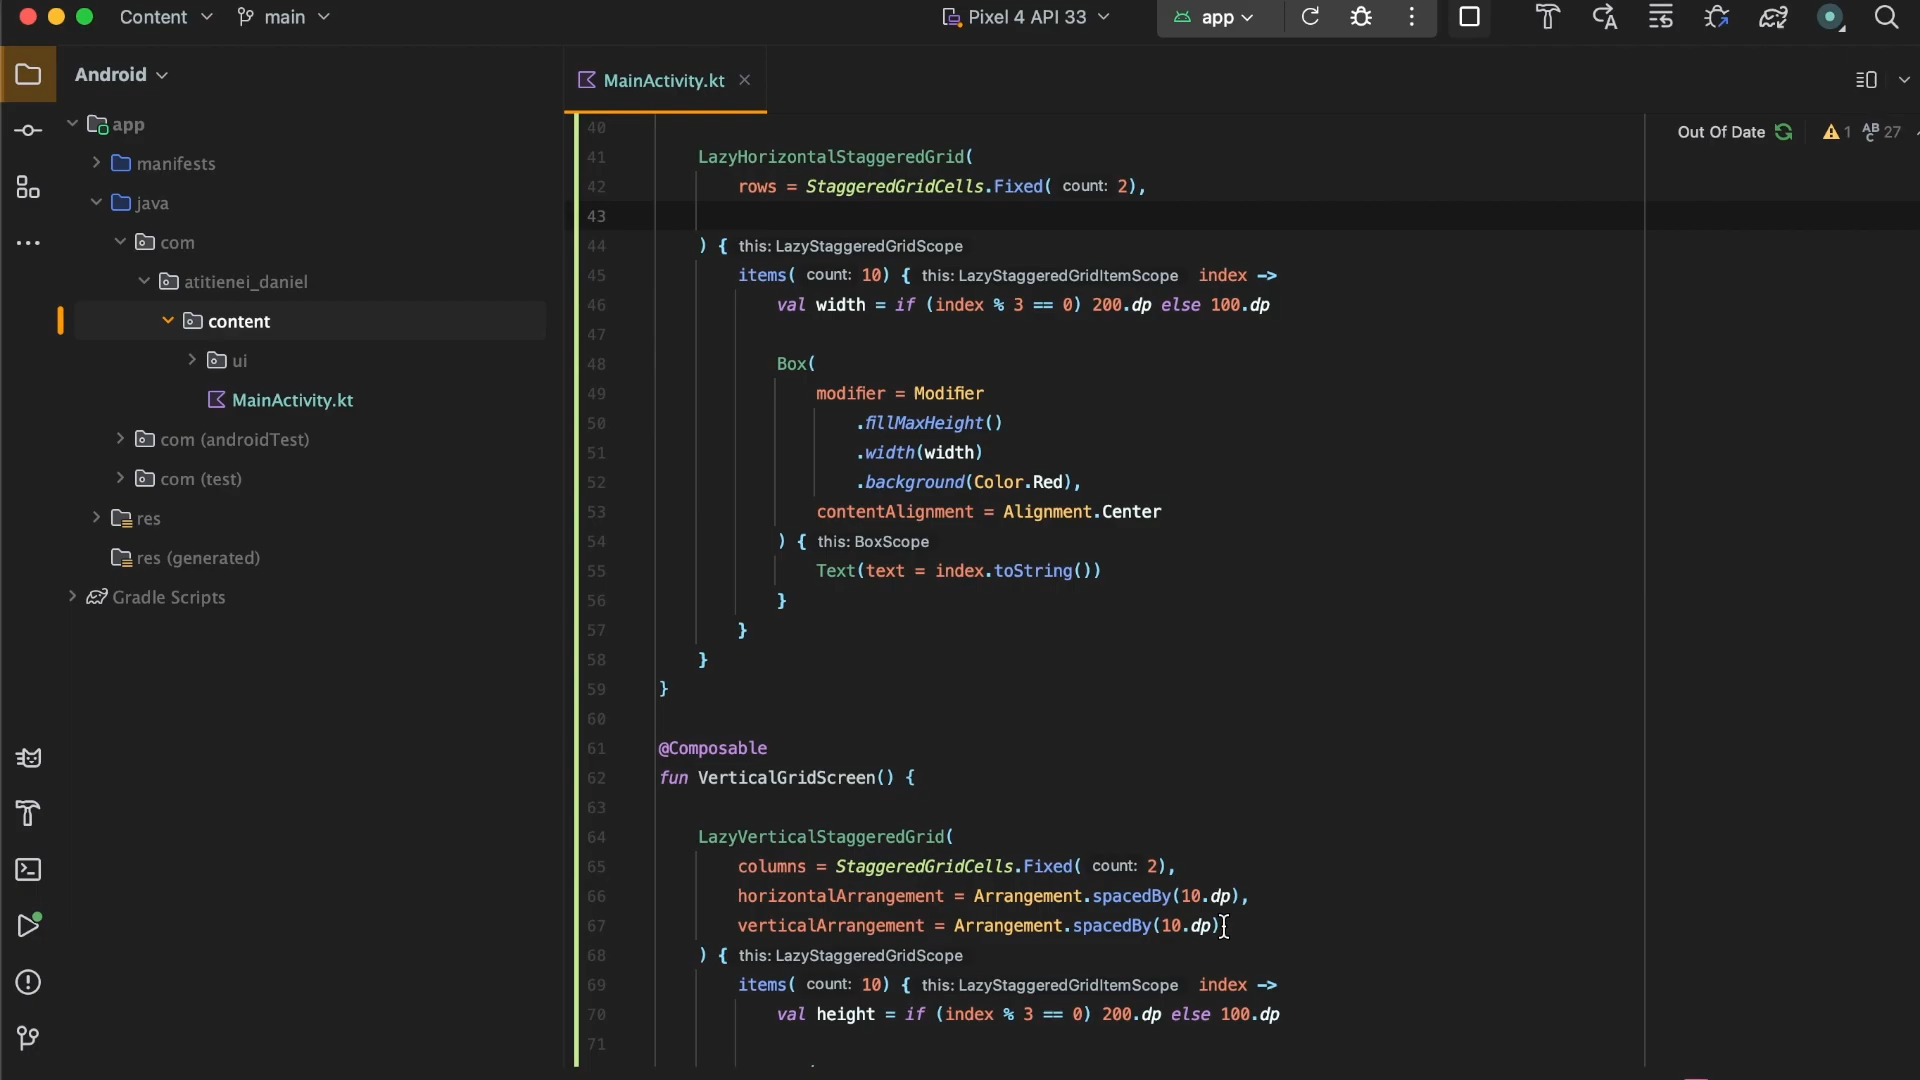 Content main Pixel 4 API 33 app
Android
app
manifests
java
com
atitienei_daniel
content
ui
MainActivity.kt
com (androidTest)
com (test)
res
res (generated)
Gradle Scripts
MainActivity.kt
Out Of Date 1 27
40
41 LazyHorizontalStaggeredGrid(
42 rows = StaggeredGridCells.Fixed( count: 2),
43
44 ) { this: LazyStaggeredGridScope
45 items( count: 10) { this: LazyStaggeredGridItemScope index ->
46 val width = if (index % 3 == 0) 200.dp else 100.dp
47
48 Box(
49 modifier = Modifier
50 .fillMaxHeight()
51 .width(width)
52 .background(Color.Red),
53 contentAlignment = Alignment.Center
54 ) { this: BoxScope
55 Text(text = index.toString())
56 }
57 }
58 }
59 }
60
61 @Composable
62 fun VerticalGridScreen() {
63
64 LazyVerticalStaggeredGrid(
65 columns = StaggeredGridCells.Fixed( count: 2),
66 horizontalArrangement = Arrangement.spacedBy(10.dp),
67 verticalArrangement = Arrangement.spacedBy(10.dp)
68 ) { this: LazyStaggeredGridScope
69 items( count: 10) { this: LazyStaggeredGridItemScope index ->
70 val height = if (index % 3 == 0) 200.dp else 100.dp
71